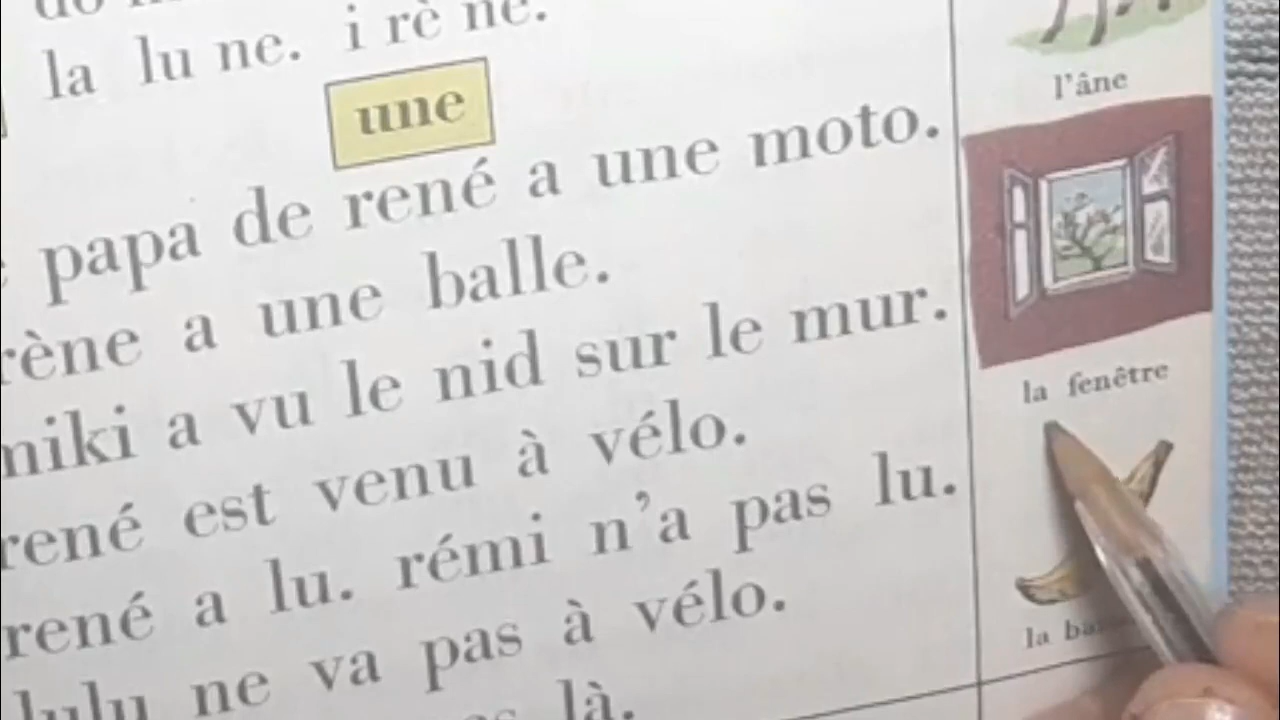 la lu ne. i rè ne.
une
papa de rené a une moto.
rène a une balle.
miki a vu le nid sur le mur.
rené est venu à vélo.
rené a lu. rémi n'a pas lu.
lulu ne va pas à vélo.
là.
l'âne
la fenêtre
la